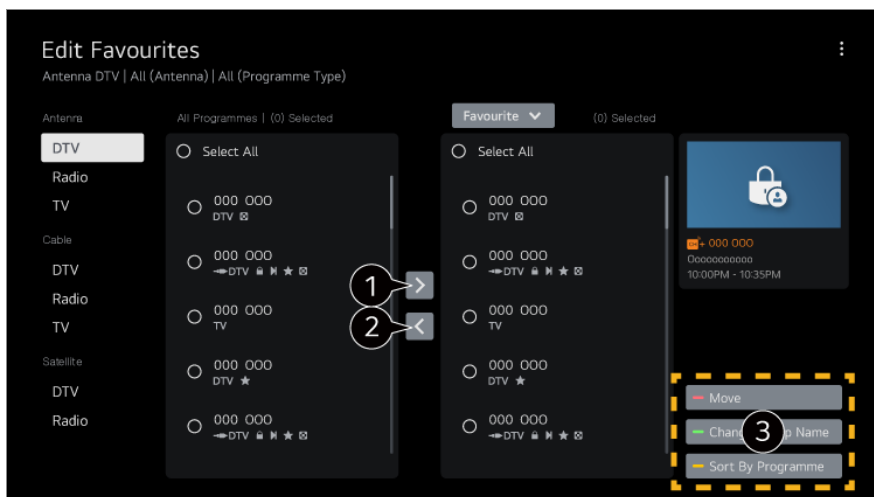 Edit Favourites
Antenna DTV | All (Antenna) | All (Programme Type)
Antenna
DTV
Radio
TV
Cable
DTV
Radio
TV
Satellite
DTV
Radio
All Programmes | (0) Selected
Select All
000 000
DTV
000 000
DTV
000 000
TV
000 000
DTV
000 000
DTV
1
2
Favourite
(0) Selected
Select All
000 000
DTV
000 000
DTV
000 000
TV
000 000
DTV
000 000
DTV
000 000
Oooooooooo
10:00PM - 10:35PM
Move
3
Name
Sort By Programme